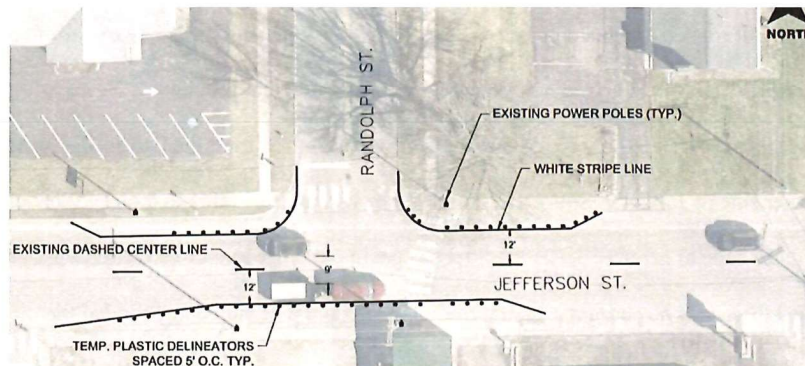 NORTH
RANDOLPH ST.
EXISTING POWER POLES (TYP.)
WHITE STRIPE LINE
EXISTING DASHED CENTER LINE
12'
9'
12'
JEFFERSON ST.
TEMP. PLASTIC DELINEATORS
SPACED 5' O.C. TYP.